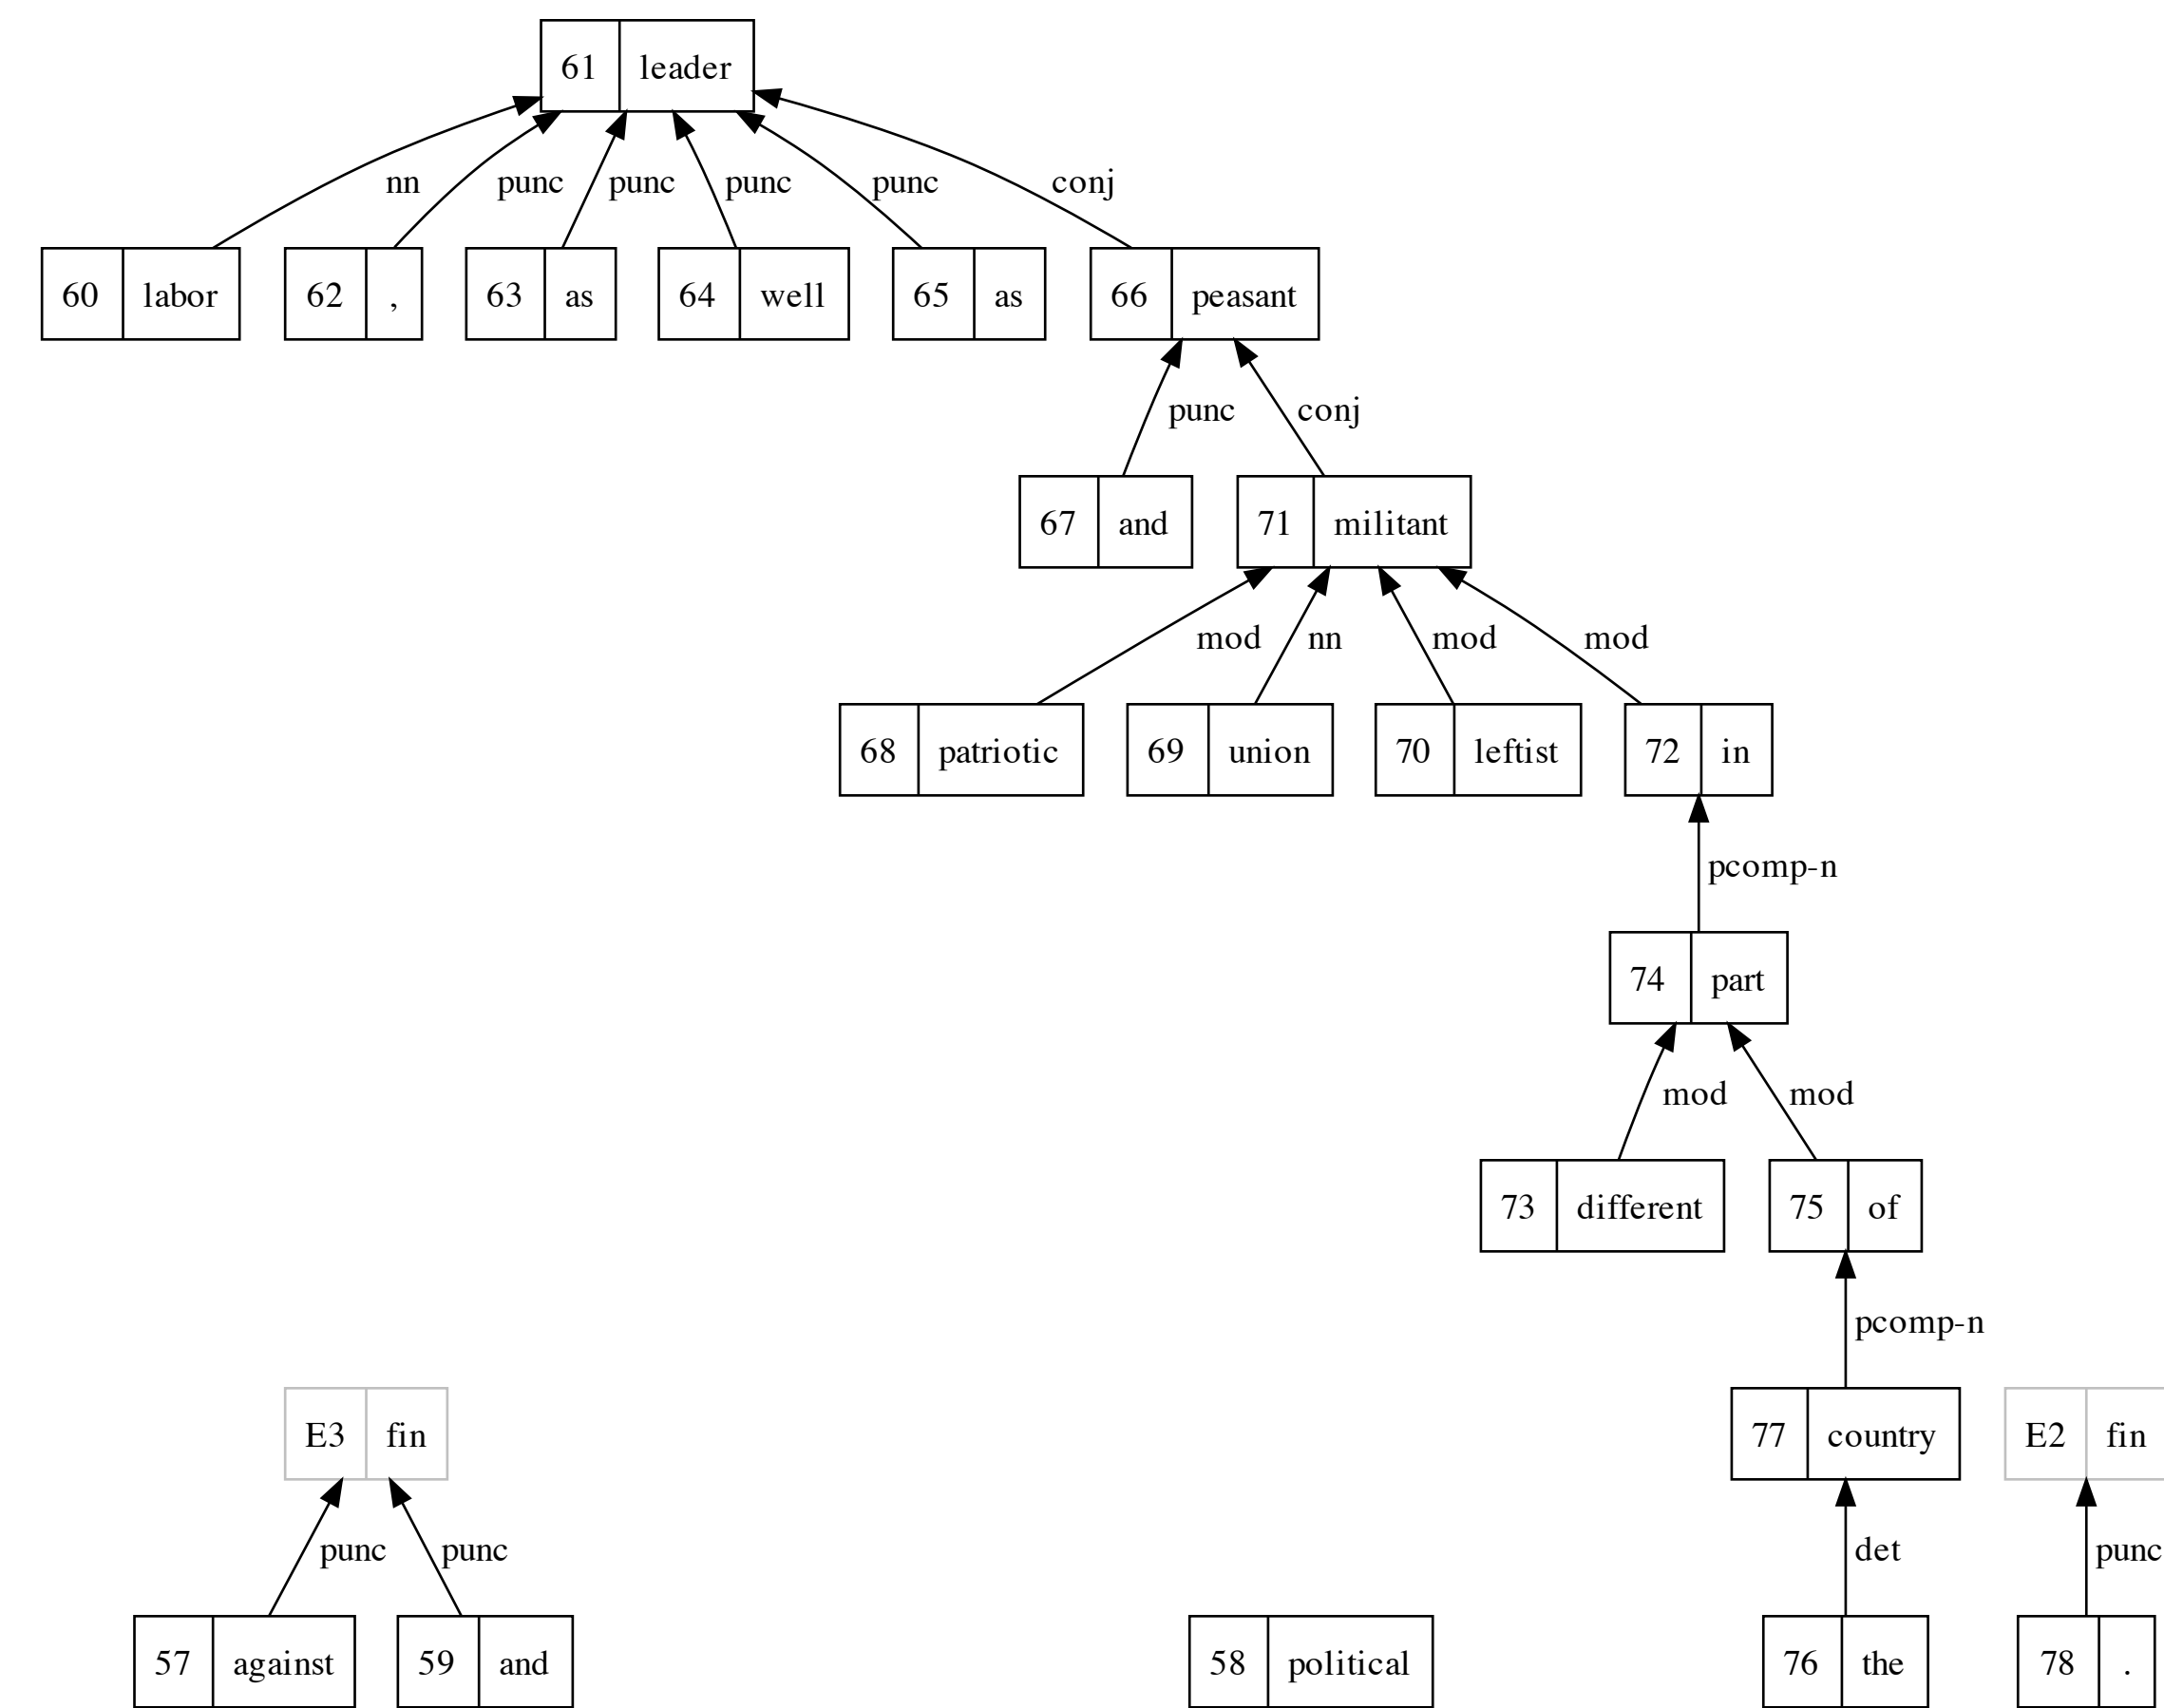 61 leader
nn punc punc punc punc conj
60 labor 62 , 63 as 64 well 65 as 66 peasant
punc conj
67 and 71 militant
mod nn mod mod
68 patriotic 69 union 70 leftist 72 in
pcomp-n
74 part
mod mod
73 different 75 of
pcomp-n
E3 fin 77 country E2 fin
punc punc det punc
57 against 59 and 58 political 76 the 78 .